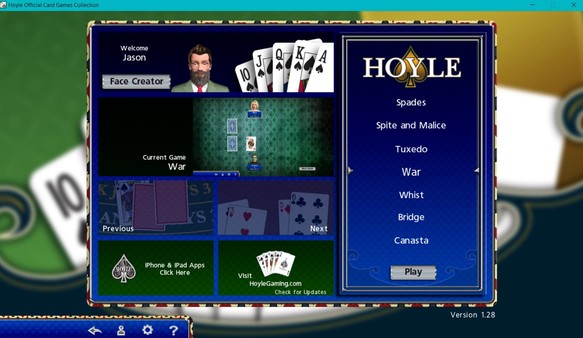 Hoyle Official Card Games Collection
Welcome
Jason
Face Creator
10 J Q K A
Current Game
War
Previous
Next
iPhone & iPad Apps
Click Here
Visit
HoyleGaming.com
Check for Updates
HOYLE
Spades
Spite and Malice
Tuxedo
War
Whist
Bridge
Canasta
Play
Version 1.28
?